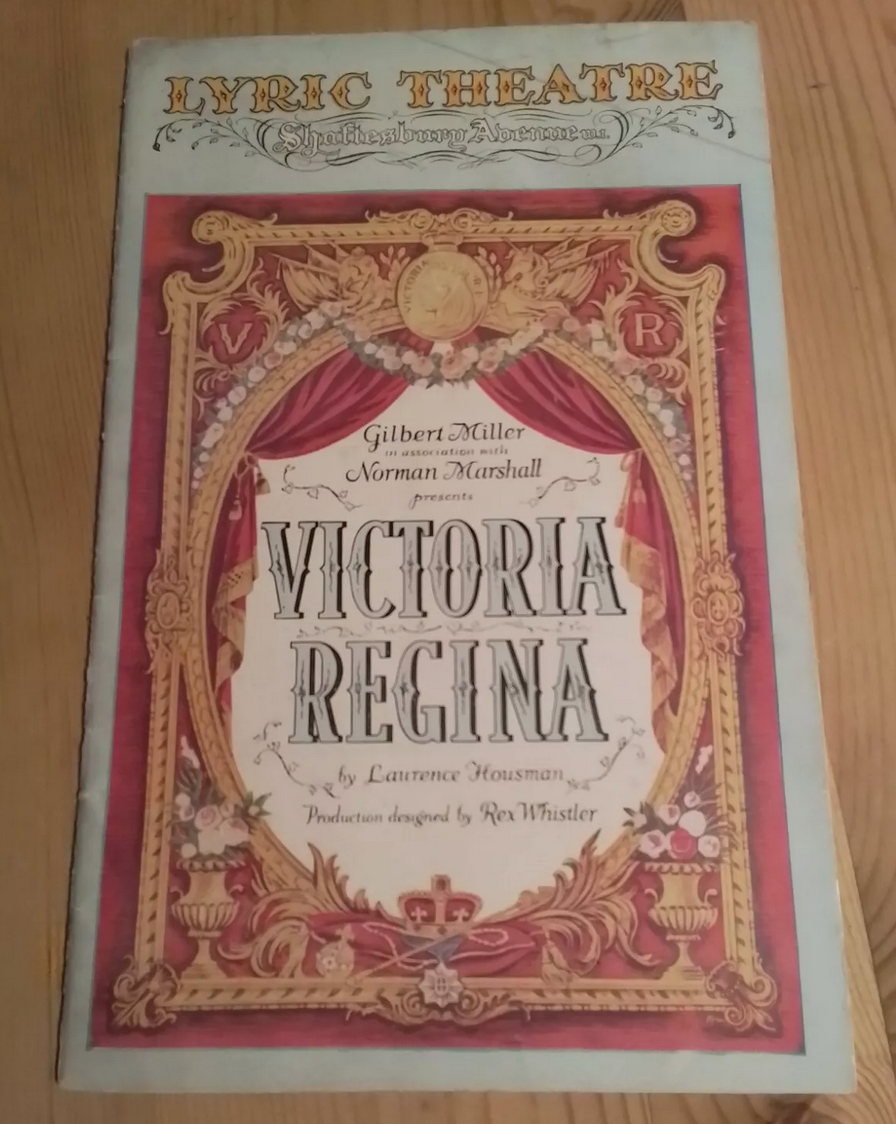 LYRIC THEATRE
Shaftesbury Avenue W.1.
V
R
Gilbert Miller
in association with
Norman Marshall
presents
VICTORIA
REGINA
by Laurence Housman
Production designed by Rex Whistler